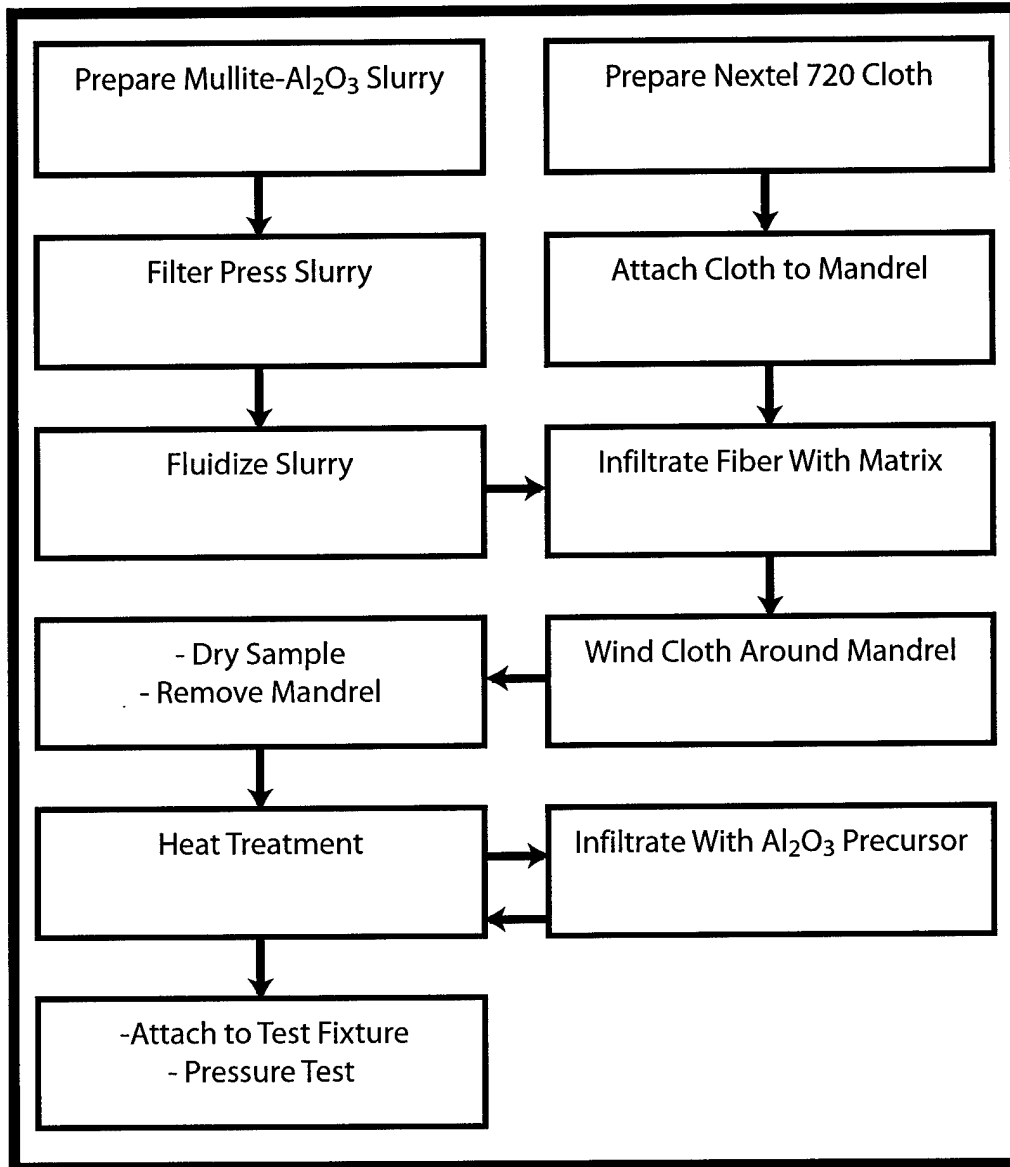 Prepare Mullite-Al₂O₃ Slurry
Prepare Nextel 720 Cloth
Filter Press Slurry
Attach Cloth to Mandrel
Fluidize Slurry
Infiltrate Fiber With Matrix
- Dry Sample
- Remove Mandrel
Wind Cloth Around Mandrel
Heat Treatment
Infiltrate With Al₂O₃ Precursor
-Attach to Test Fixture
- Pressure Test